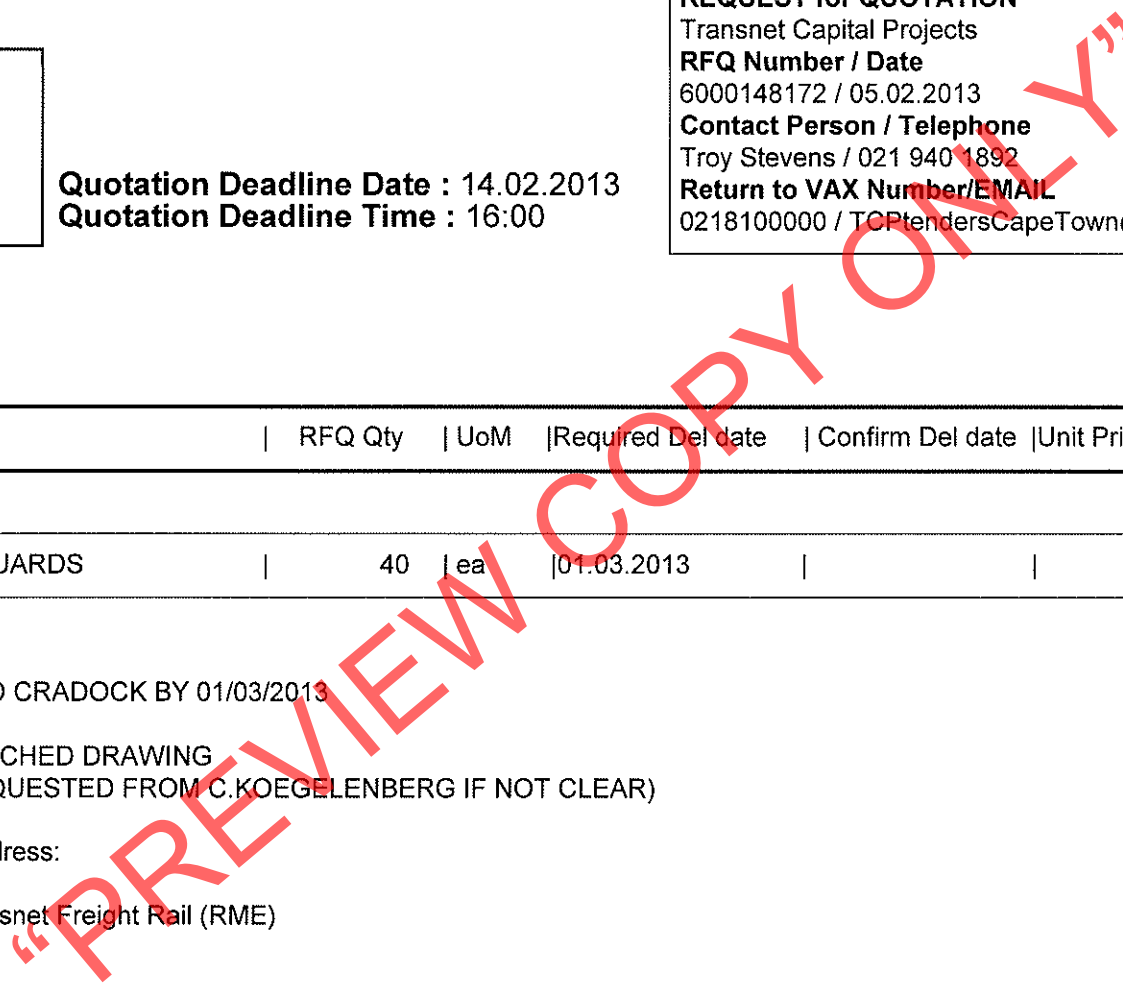 REQUEST for QUOTATION
Transnet Capital Projects
RFQ Number / Date
6000148172 / 05.02.2013
Contact Person / Telephone
Troy Stevens / 021 940 1892
Return to VAX Number/EMAIL
0218100000 / TCPtendersCapeTown
Quotation Deadline Date : 14.02.2013
Quotation Deadline Time : 16:00
| RFQ Qty | UoM |Required Del date | Confirm Del date |Unit Pri
UARDS | 40 | ea |01.03.2013 | |
O CRADOCK BY 01/03/2013
CHED DRAWING
QUESTED FROM C.KOEGELENBERG IF NOT CLEAR)
dress:
snet Freight Rail (RME)
“PREVIEW COPY ONLY”